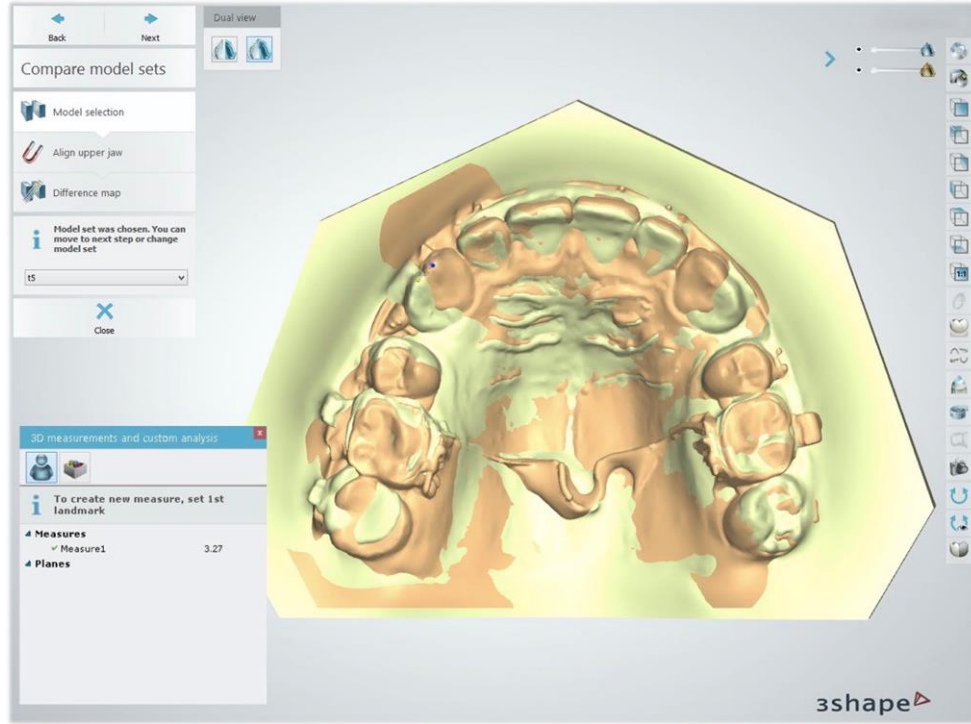 Back
Next
Dual view
Compare model sets
Model selection
Align upper jaw
Difference map
Model set was chosen. You can
move to next step or change
model set
t5
Close
3D measurements and custom analysis
To create new measure, set 1st
landmark
Measures
Measure1 3.27
Planes
1:1
3shape